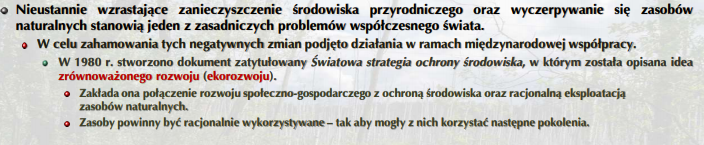 Nieustannie wzrastające zanieczyszczenie środowiska przyrodniczego oraz wyczerpywanie się zasobów
naturalnych stanowią jeden z zasadniczych problemów współczesnego świata.
W celu zahamowania tych negatywnych zmian podjęto działania w ramach międzynarodowej współpracy.
W 1980 r. stworzono dokument zatytułowany Światowa strategia ochrony środowiska, w którym została opisana idea
zrównoważonego rozwoju (ekorozwoju).
Zakłada ona połączenie rozwoju społeczno-gospodarczego z ochroną środowiska oraz racjonalną eksploatacją
zasobów naturalnych.
Zasoby powinny być racjonalnie wykorzystywane – tak aby mogły z nich korzystać następne pokolenia.